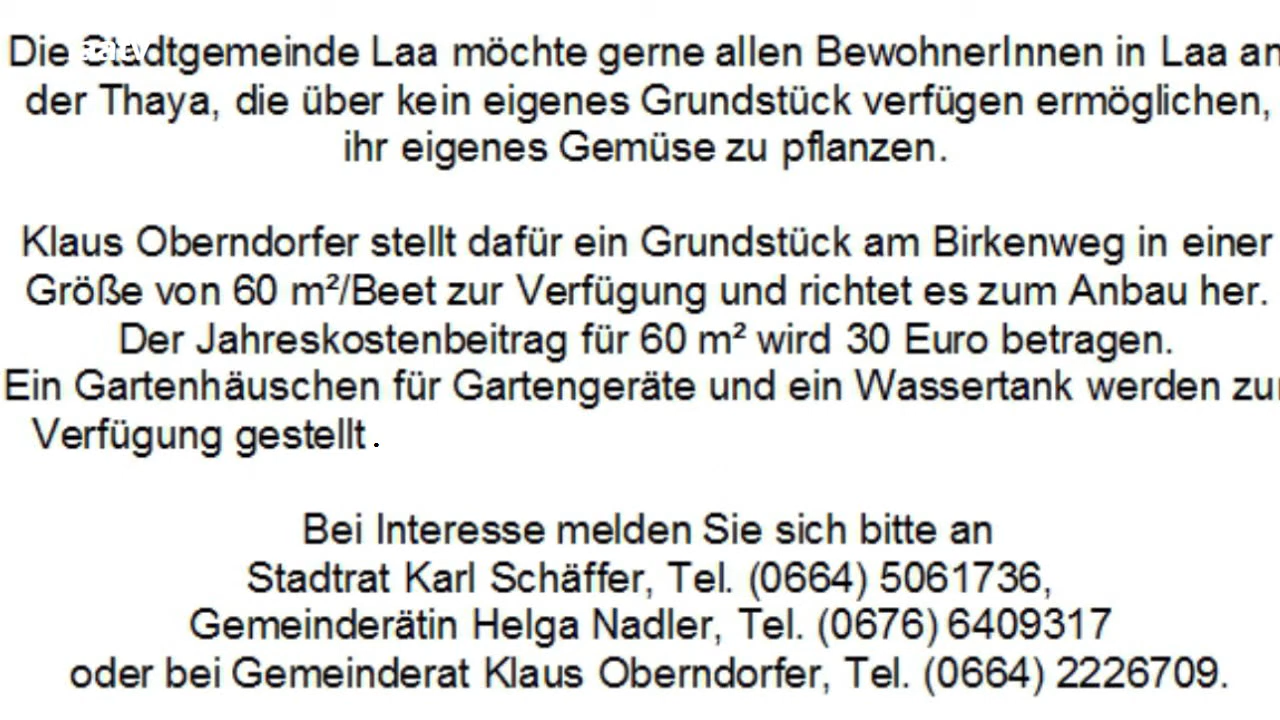 Die Stadtgemeinde Laa möchte gerne allen BewohnerInnen in Laa an
der Thaya, die über kein eigenes Grundstück verfügen ermöglichen,
ihr eigenes Gemüse zu pflanzen.
Klaus Oberndorfer stellt dafür ein Grundstück am Birkenweg in einer
Größe von 60 m²/Beet zur Verfügung und richtet es zum Anbau her.
Der Jahreskostenbeitrag für 60 m² wird 30 Euro betragen.
Ein Gartenhäuschen für Gartengeräte und ein Wassertank werden zur
Verfügung gestellt.
Bei Interesse melden Sie sich bitte an
Stadtrat Karl Schäffer, Tel. (0664) 5061736,
Gemeinderätin Helga Nadler, Tel. (0676) 6409317
oder bei Gemeinderat Klaus Oberndorfer, Tel. (0664) 2226709.